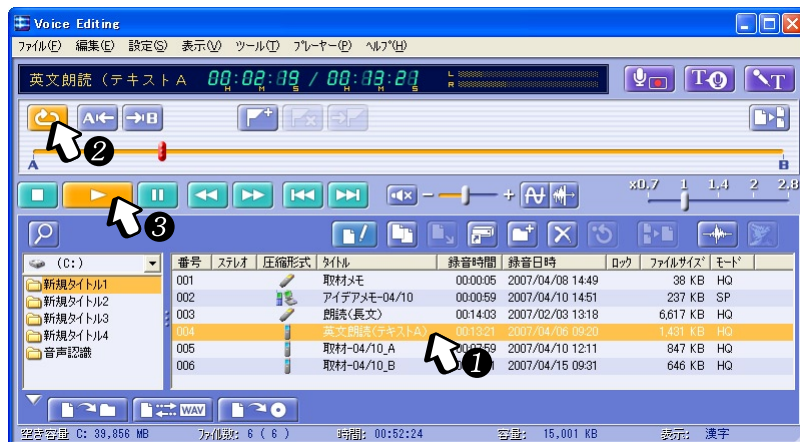 Voice Editing
ファイル(F) 編集(E) 設定(S) 表示(V) ツール(T) プレーヤー(P) ヘルプ(H)
英文朗読（テキストA 00:02:19 / 00:13:21 L R
H M S H M S
T T
A← →B
2
A B
3
x0.7 1 1.4 2 2.8
(C:) 番号 ステレオ 圧縮形式 タイトル 録音時間 録音日時 ロック ファイルサイズ モード
新規タイトル1 001 取材メモ 00:00:05 2007/04/08 14:49 38 KB HQ
新規タイトル2 002 アイデアメモ-04/10 00:00:59 2007/04/10 14:51 237 KB SP
新規タイトル3 003 朗読(長文) 00:14:03 2007/02/03 13:18 6,617 KB HQ
新規タイトル4 004 英文朗読(テキストA) 00:13:21 2007/04/06 09:20 1,431 KB HQ
音声認識 005 取材-04/10_A 2007/04/10 12:11 847 KB HQ
006 取材-04/10_B 2007/04/15 09:31 646 KB HQ
1
WAV
空き容量 C: 39,856 MB ファイル数: 6 ( 6 ) 時間: 00:52:24 容量: 15,001 KB 表示: 漢字